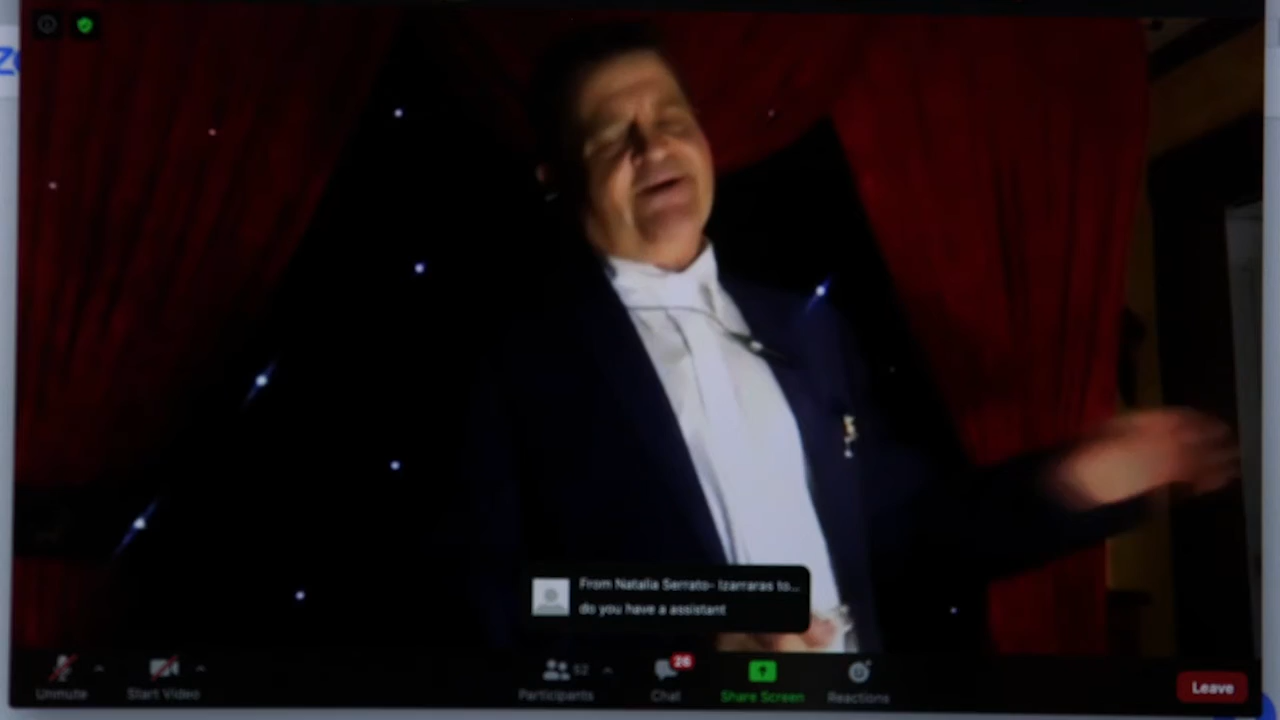 From Natalia Serrato- Izarraras to...
do you have a assistant
Unmute
Start Video
52
Participants
26
Chat
Share Screen
Reactions
Leave